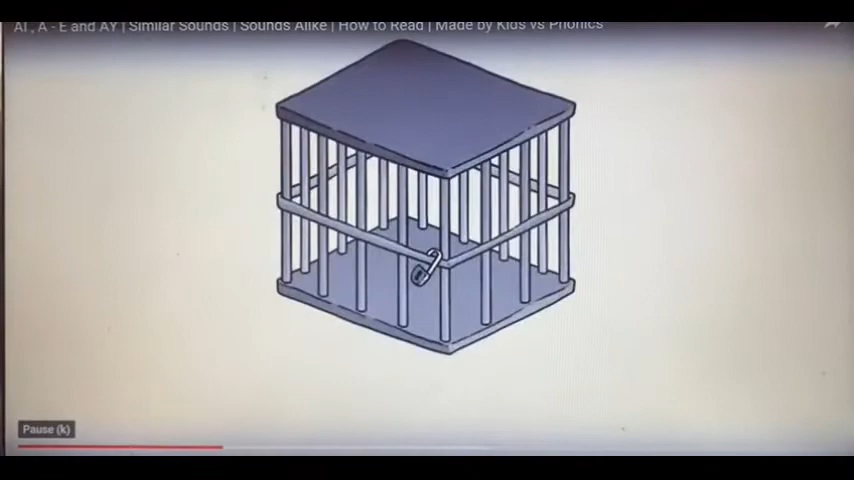 AI , A - E and AY | Similar Sounds | Sounds Alike | How to Read | Made by Kids vs Phonics
Pause (k)